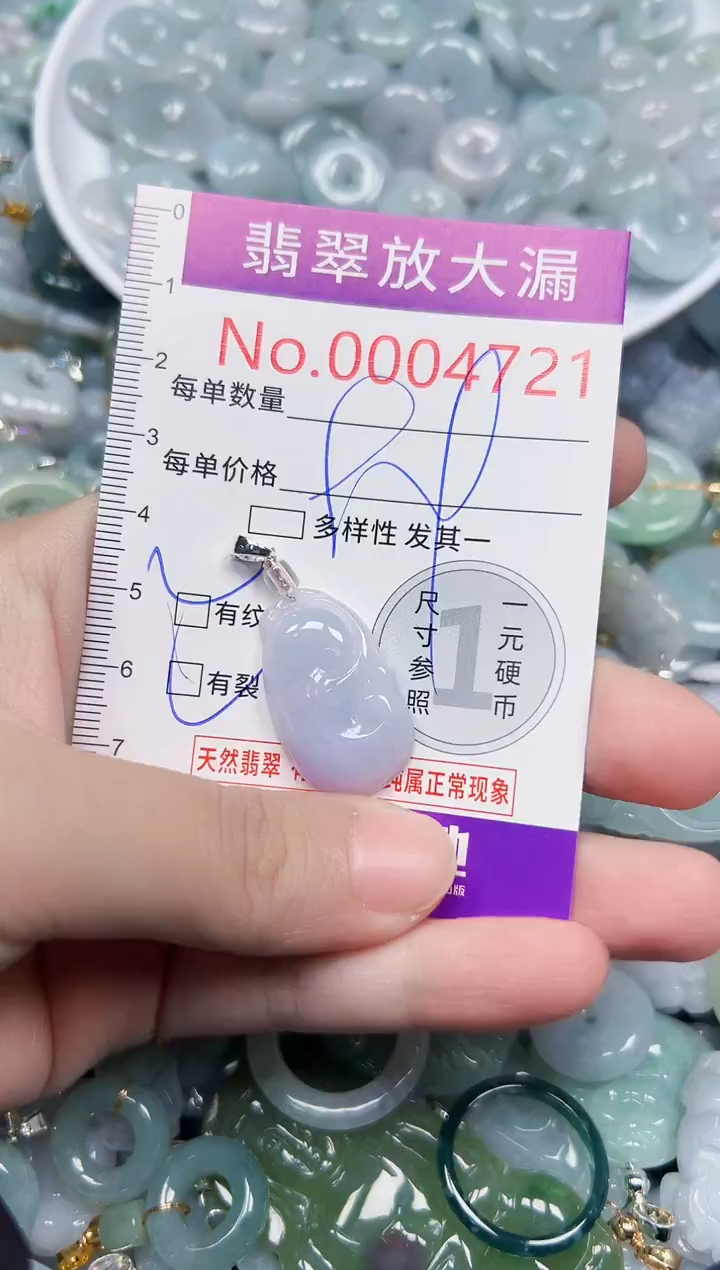 翡翠放大漏
No.0004721
每单数量
每单价格
多样性 发其一
有纹
有裂
尺寸参照
1
一元硬币
天然翡翠
纯属正常现象
0
1
2
3
4
5
6
7